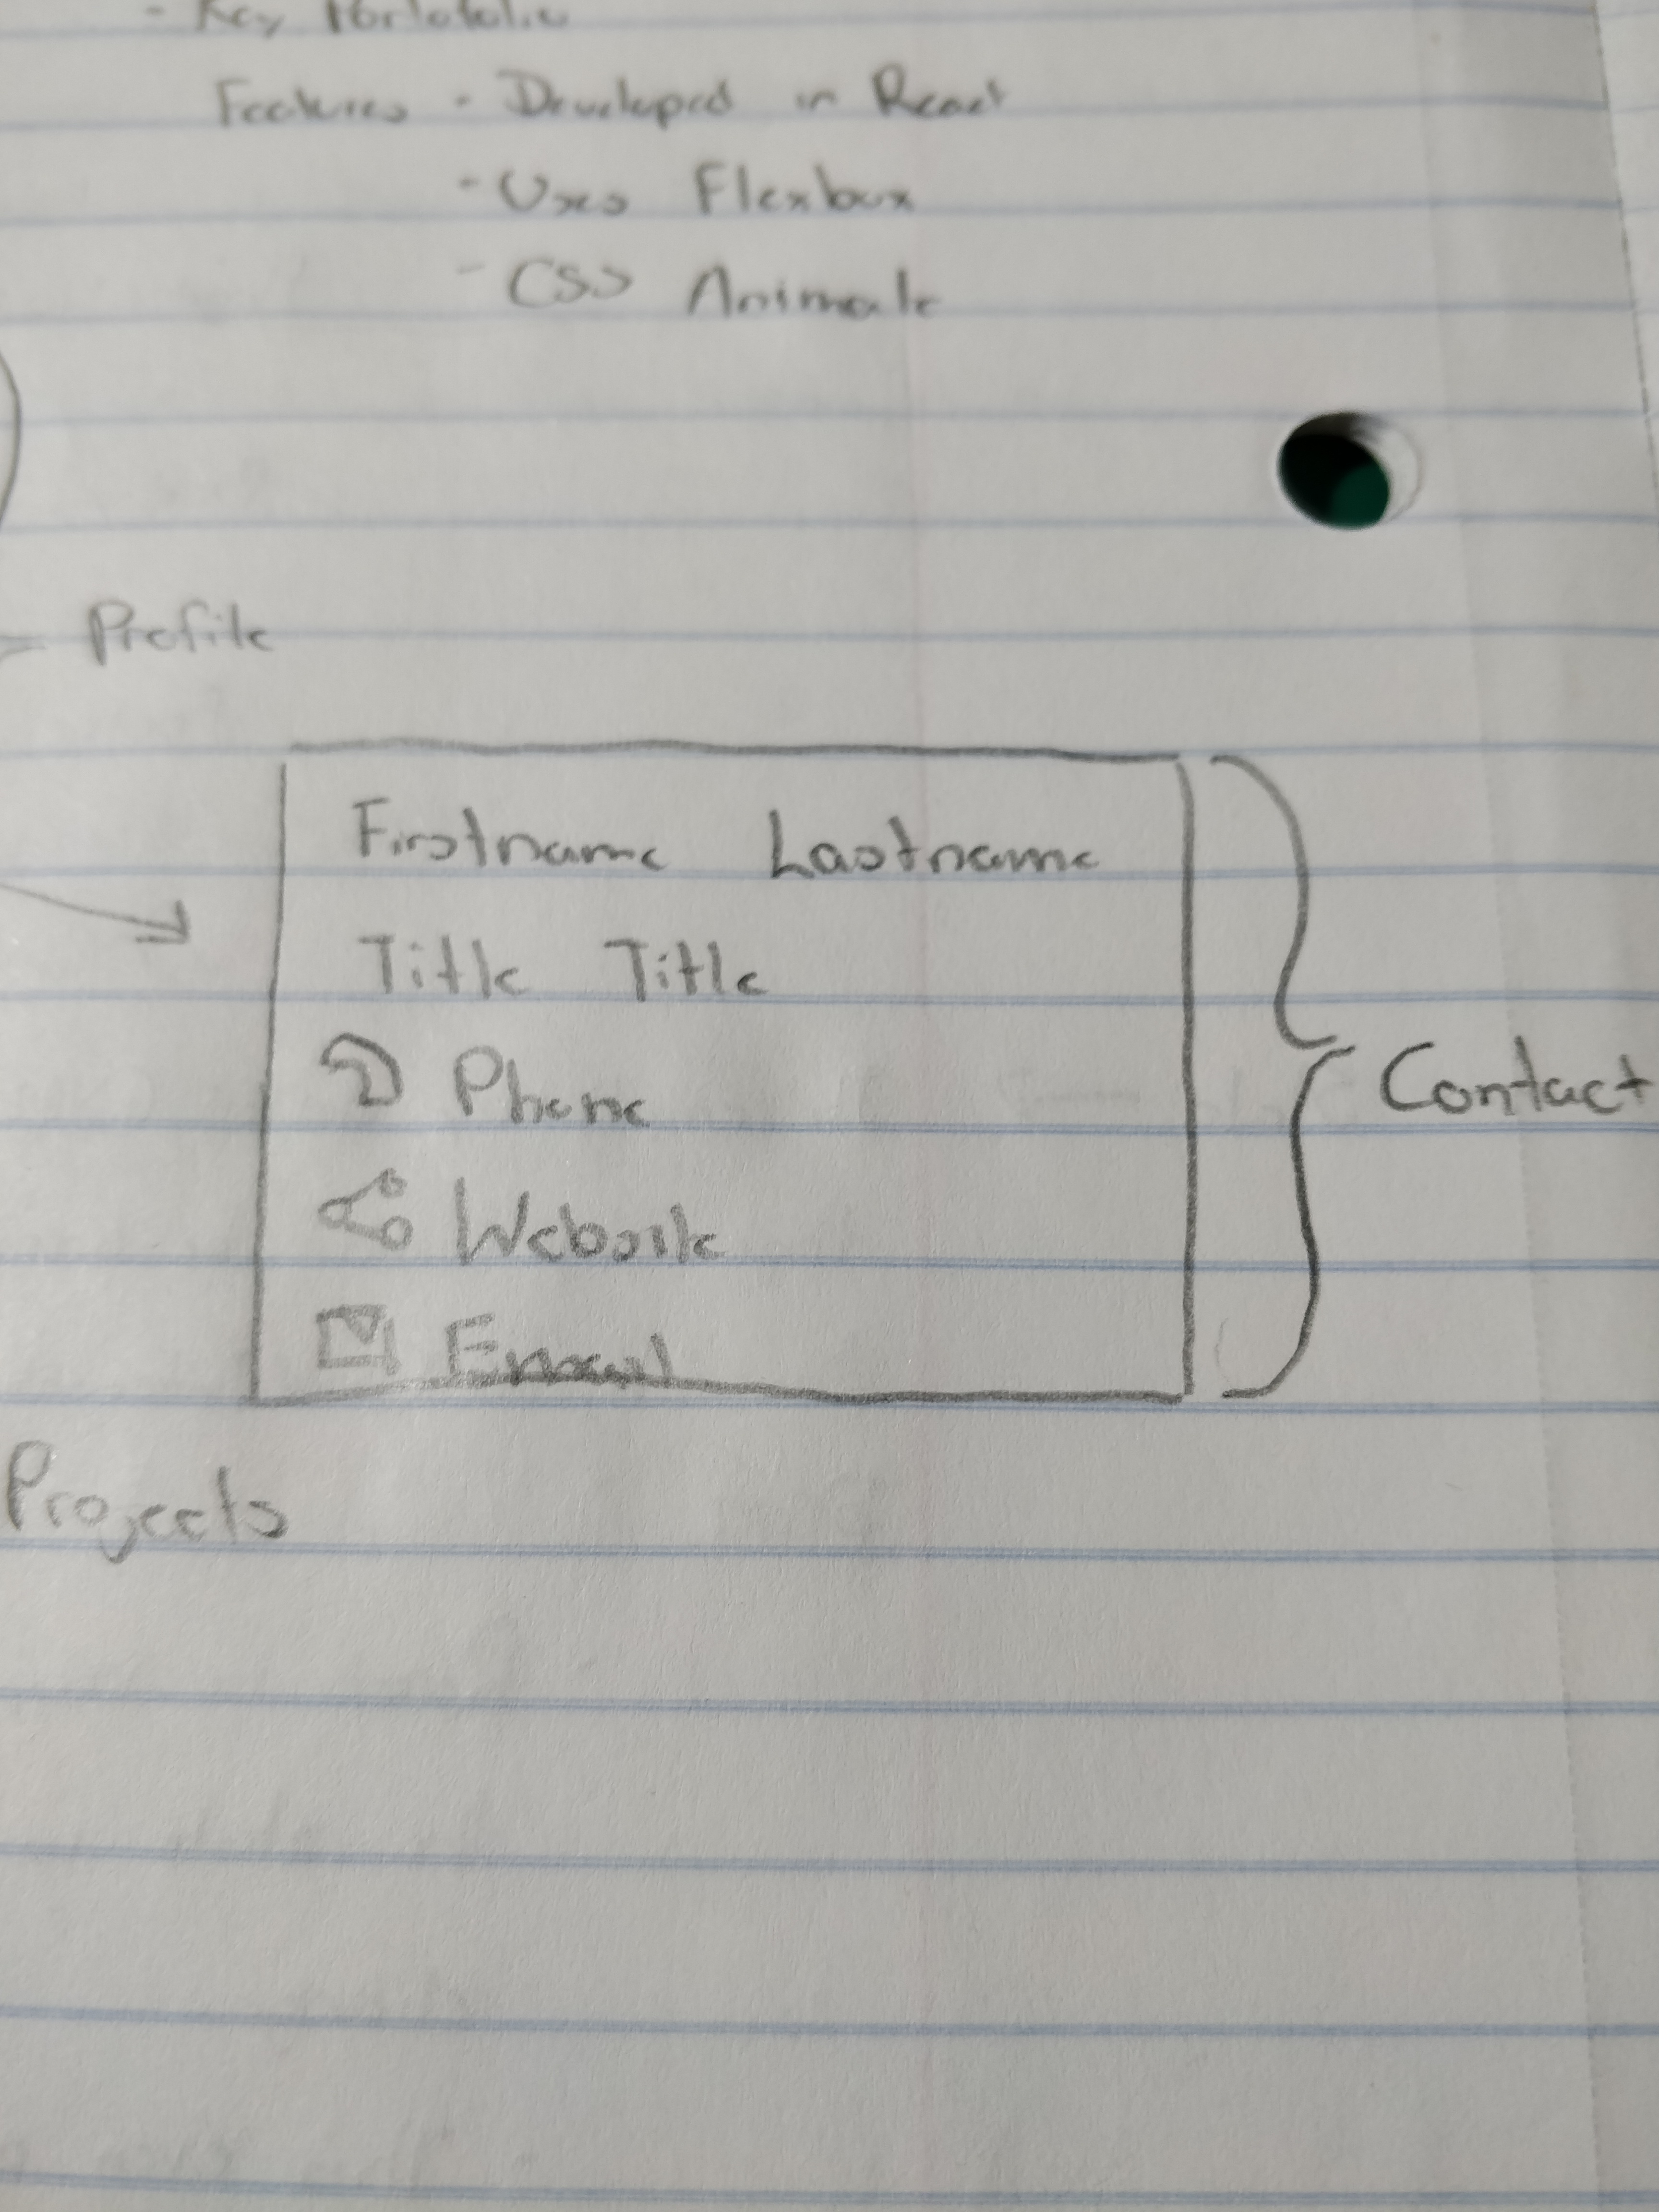 - Key Portofolio
Features - Developed in React
- Uses Flexbox
- CSS Animate
Profile
Firstname Lastname
Title Title
Phone
Contact
Website
Email
Projects